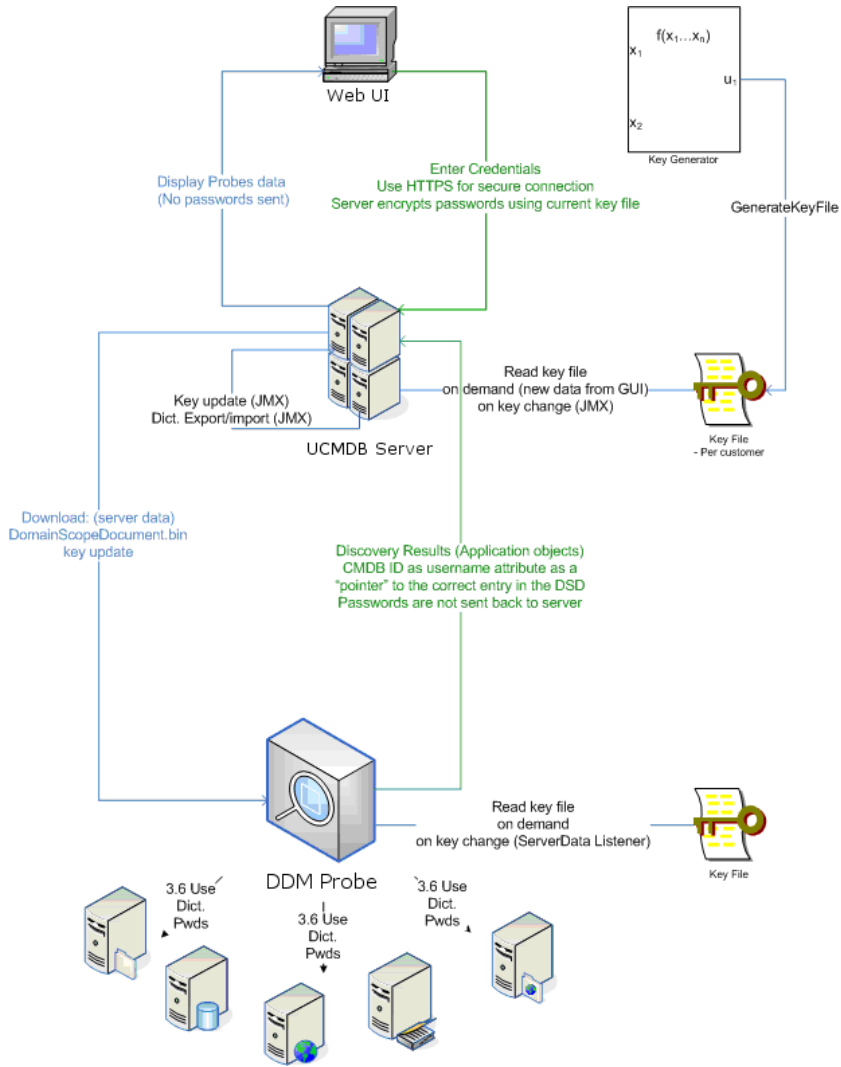 f(x1...xn)
x1
u1
x2
Key Generator
Web UI
Display Probes data
(No passwords sent)
Enter Credentials
Use HTTPS for secure connection
Server encrypts passwords using current key file
GenerateKeyFile
Key update (JMX)
Dict. Export/import (JMX)
UCMDB Server
Read key file
on demand (new data from GUI)
on key change (JMX)
Key File
- Per customer
Download: (server data)
DomainScopeDocument.bin
key update
Discovery Results (Application objects)
CMDB ID as username attribute as a
"pointer" to the correct entry in the DSD
Passwords are not sent back to server
Read key file
on demand
on key change (ServerData Listener)
Key File
DDM Probe
3.6 Use
Dict.
Pwds
3.6 Use
Dict.
Pwds
3.6 Use
Dict.
Pwds